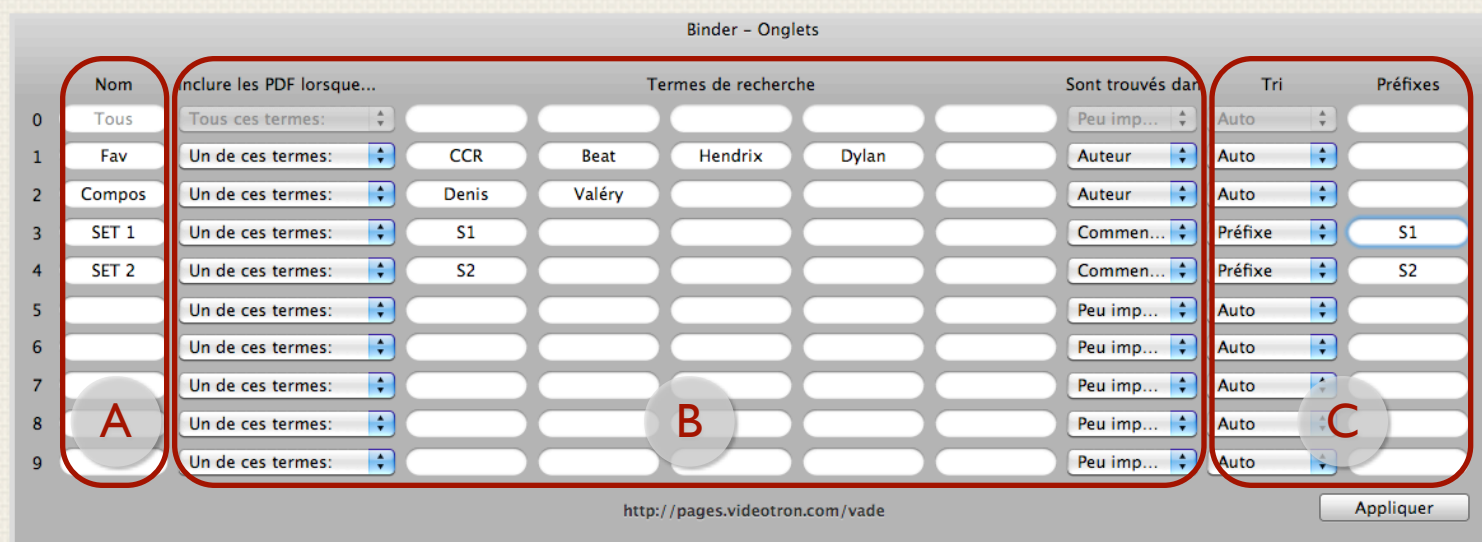 Binder – Onglets
Nom Inclure les PDF lorsque... Termes de recherche Sont trouvés dan Tri Préfixes
0 Tous Tous ces termes: Peu imp... Auto
1 Fav Un de ces termes: CCR Beat Hendrix Dylan Auteur Auto
2 Compos Un de ces termes: Denis Valéry Auteur Auto
3 SET 1 Un de ces termes: S1 Commen... Préfixe S1
4 SET 2 Un de ces termes: S2 Commen... Préfixe S2
5 Un de ces termes: Peu imp... Auto
6 Un de ces termes: Peu imp... Auto
7 Un de ces termes: Peu imp... Auto
8 A Un de ces termes: B Peu imp... Auto C
9 Un de ces termes: Peu imp... Auto
http://pages.videotron.com/vade Appliquer